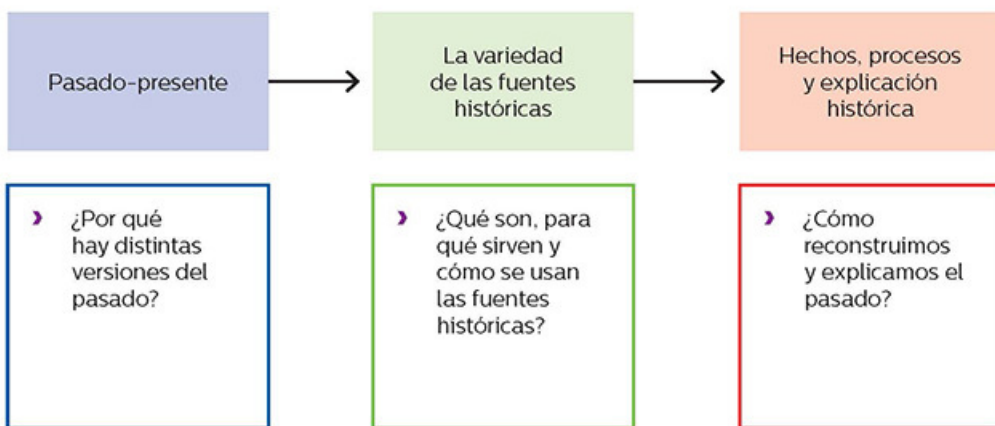 Pasado-presente
La variedad
de las fuentes
históricas
Hechos, procesos
y explicación
histórica
¿Por qué
hay distintas
versiones del
pasado?
¿Qué son, para
qué sirven y
cómo se usan
las fuentes
históricas?
¿Cómo
reconstruimos
y explicamos el
pasado?